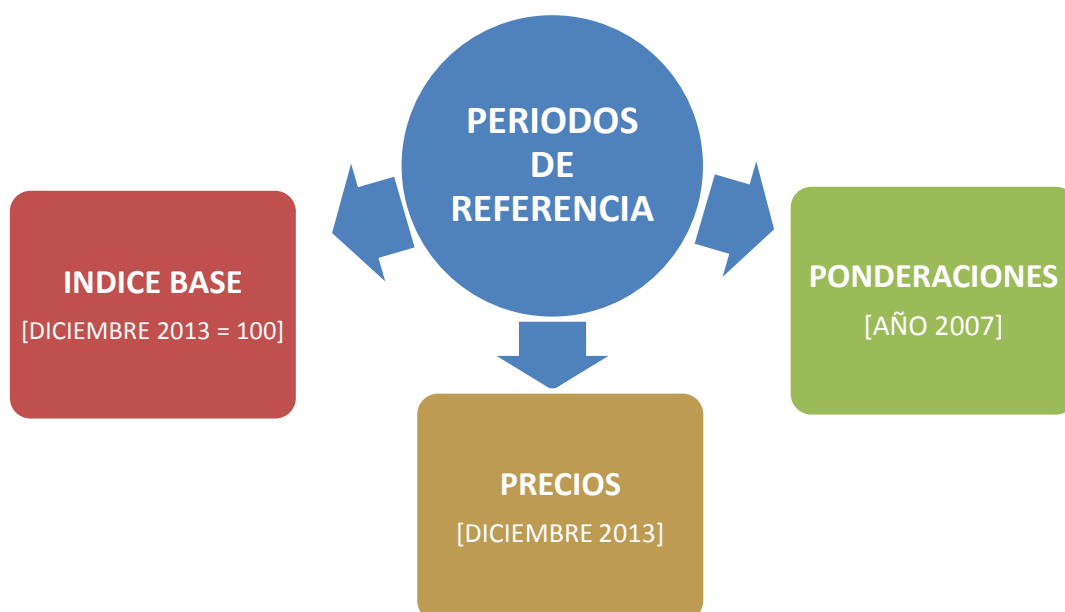 PERIODOS
DE
REFERENCIA
INDICE BASE
[DICIEMBRE 2013 = 100]
PONDERACIONES
[AÑO 2007]
PRECIOS
[DICIEMBRE 2013]